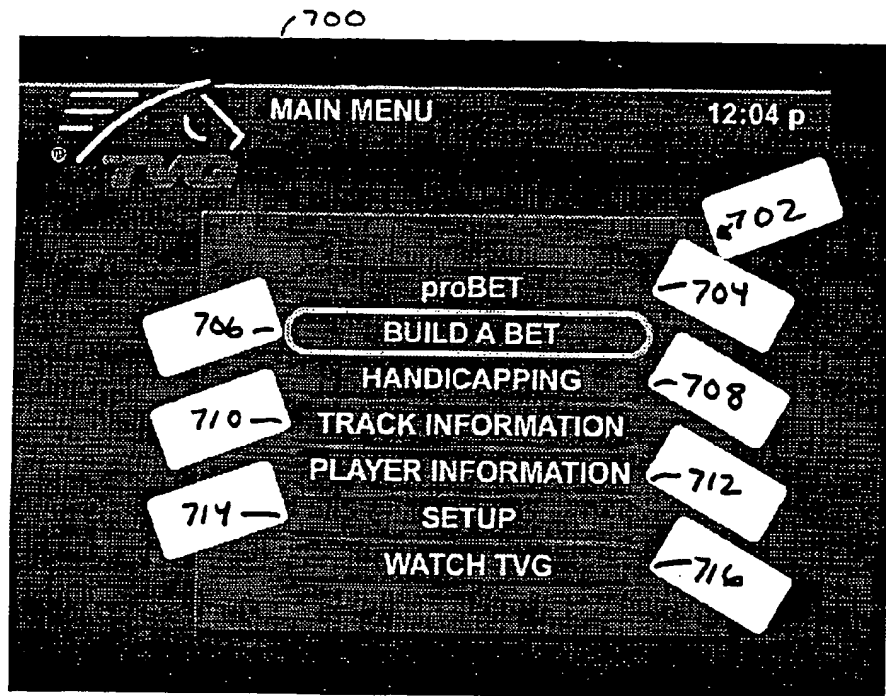 700
MAIN MENU 12:04 p
®
TVG
702
proBET 704
706 BUILD A BET
HANDICAPPING 708
710 TRACK INFORMATION
PLAYER INFORMATION 712
714 SETUP
WATCH TVG 716